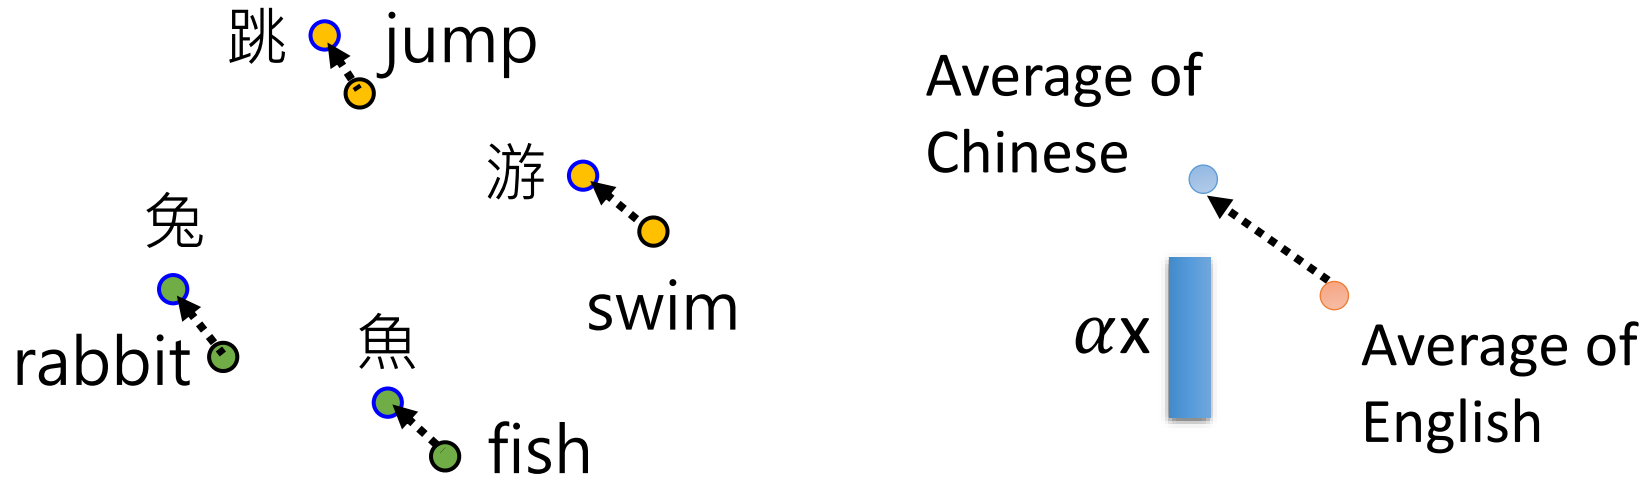 跳 jump
游
swim
兔
rabbit
魚
fish
Average of
Chinese
αx
Average of
English